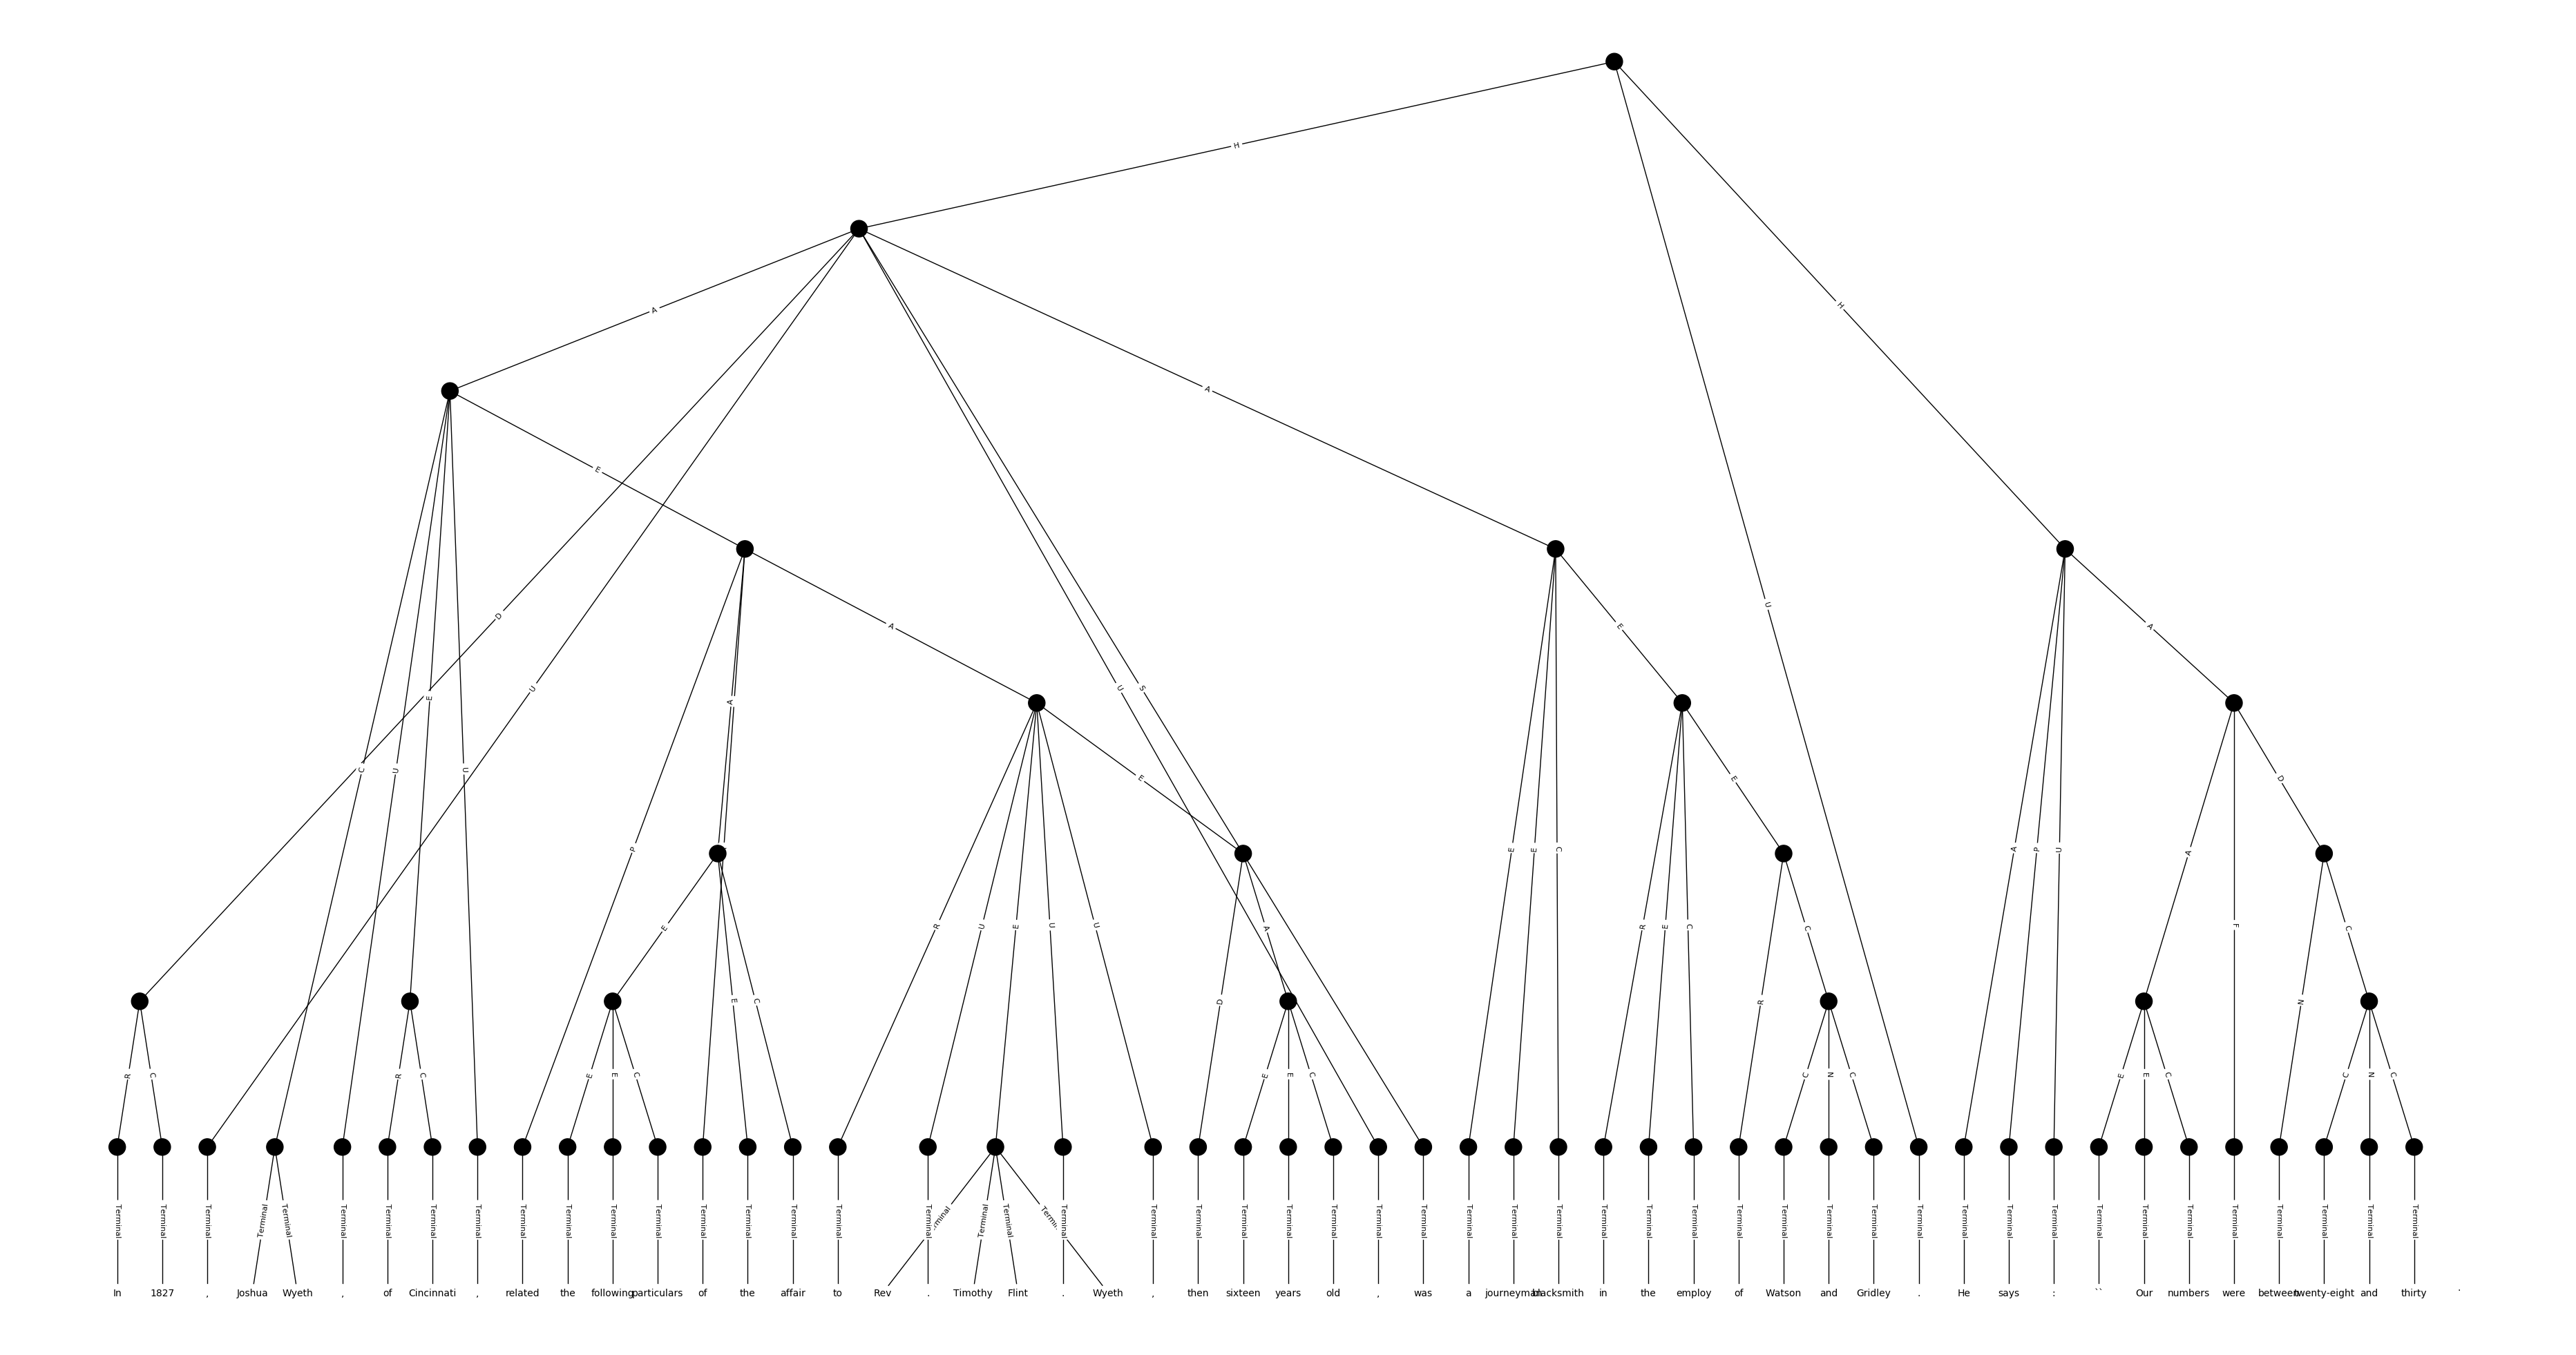 H
H
A
A
E
D
U
U
S
A
E
U
A
C
U
E
U
P
A
E
E
E
C
E
E
A
P
U
A
F
D
E
E
C
R
U
E
U
U
A
R
E
C
C
N
C
D
R
R
C
R
C
E
E
C
E
E
C
C
N
C
E
E
C
C
N
C
Terminal Terminal Terminal Terminal Terminal Terminal Terminal Terminal Terminal Terminal Terminal Terminal Terminal Terminal Terminal Terminal Terminal Terminal Terminal Terminal Terminal Terminal Terminal Terminal Terminal Terminal Terminal Terminal Terminal Terminal Terminal Terminal Terminal Terminal Terminal Terminal Terminal Terminal Terminal Terminal Terminal Terminal Terminal Terminal Terminal Terminal Terminal Terminal
In 1827 , Joshua Wyeth , of Cincinnati , related the following particulars of the affair to Rev . Timothy Flint . Wyeth , then sixteen years old , was a journeyman blacksmith in the employ of Watson and Gridley . He says : `` Our numbers were between twenty-eight and thirty .